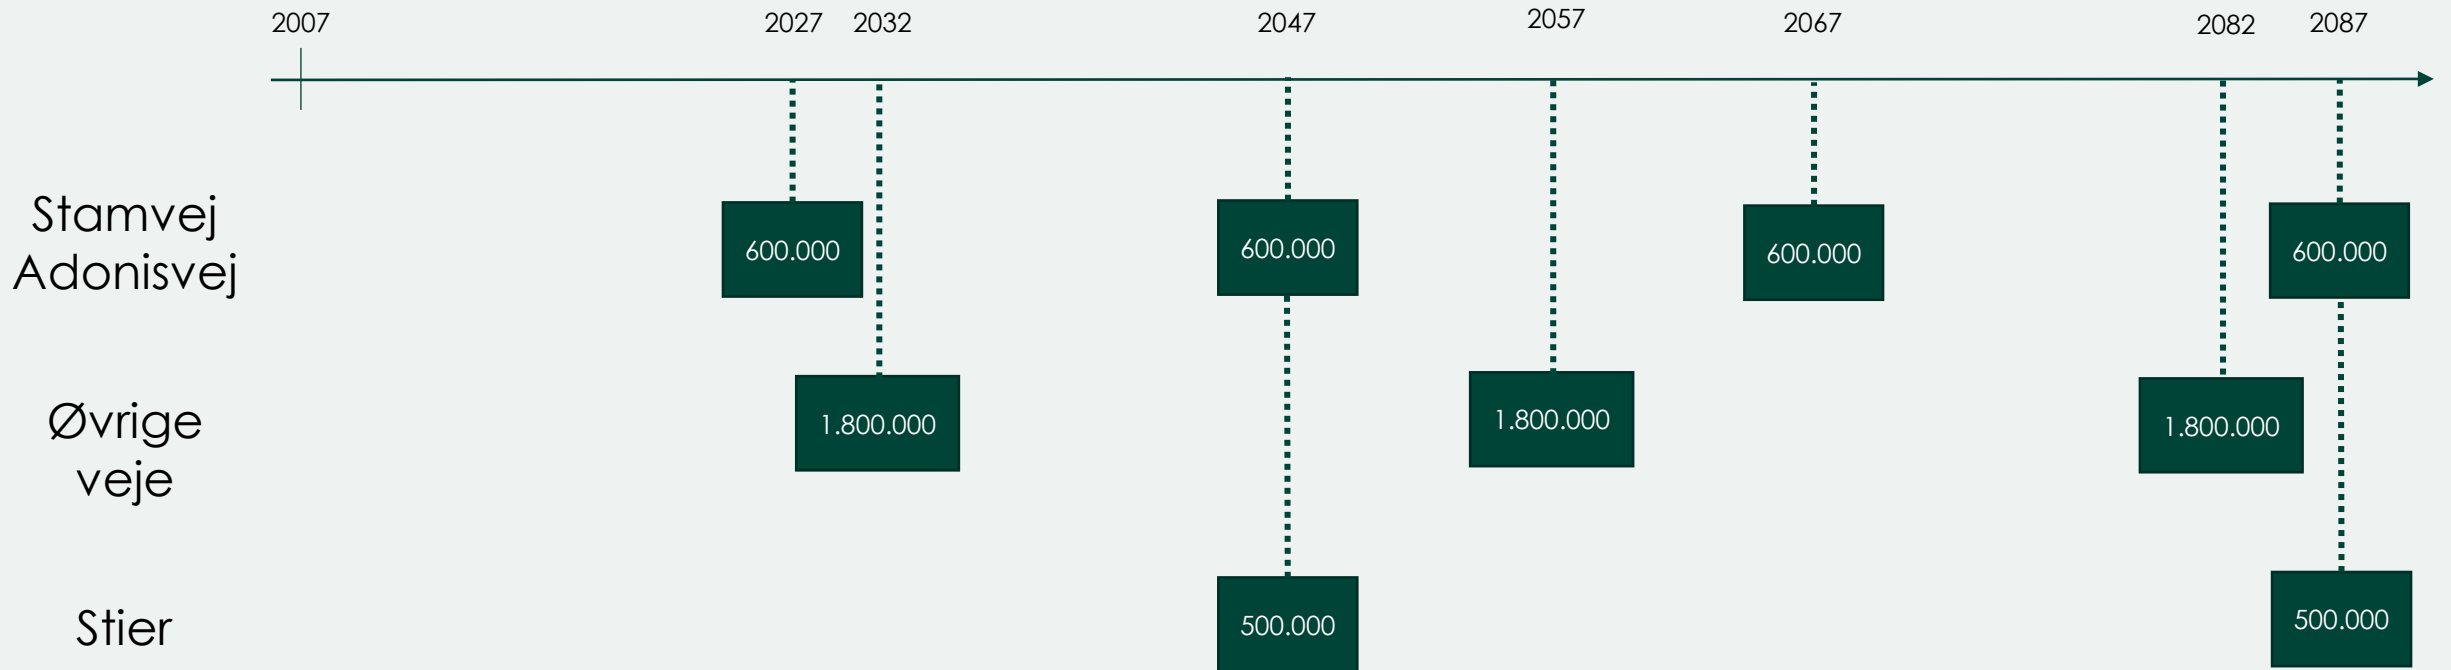 2007 2027 2032 2047 2057 2067 2082 2087
Stamvej
Adonisvej
600.000 600.000 600.000 600.000
Øvrige
veje
1.800.000 1.800.000 1.800.000
Stier
500.000 500.000